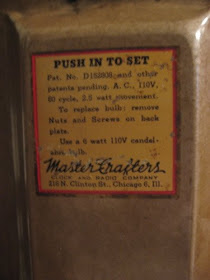 PUSH IN TO SET
Pat. No. D152808 and other
patents pending. A. C., 110V.
60 cycle, 2.5 watt movement.
To replace bulb: remove
Nuts and Screws on back
plate.
Use a 6 watt 110V candel-
bulb.
MasterCrafters
CLOCK AND RADIO COMPANY
216 N. Clinton St., Chicago 6, Ill.